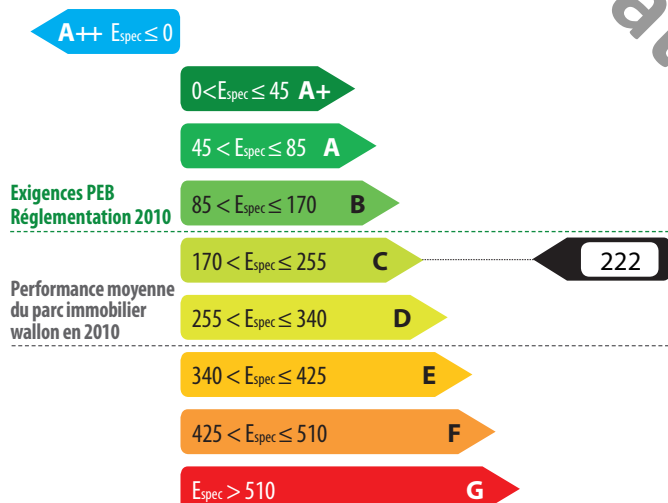 A++ Espec ≤ 0
0<Espec ≤ 45 A+
45 < Espec ≤ 85 A
Exigences PEB
Réglementation 2010
85 < Espec ≤ 170 B
170 < Espec ≤ 255 C
222
Performance moyenne
du parc immobilier
wallon en 2010
255 < Espec ≤ 340 D
340 < Espec ≤ 425 E
425 < Espec ≤ 510 F
Espec > 510 G